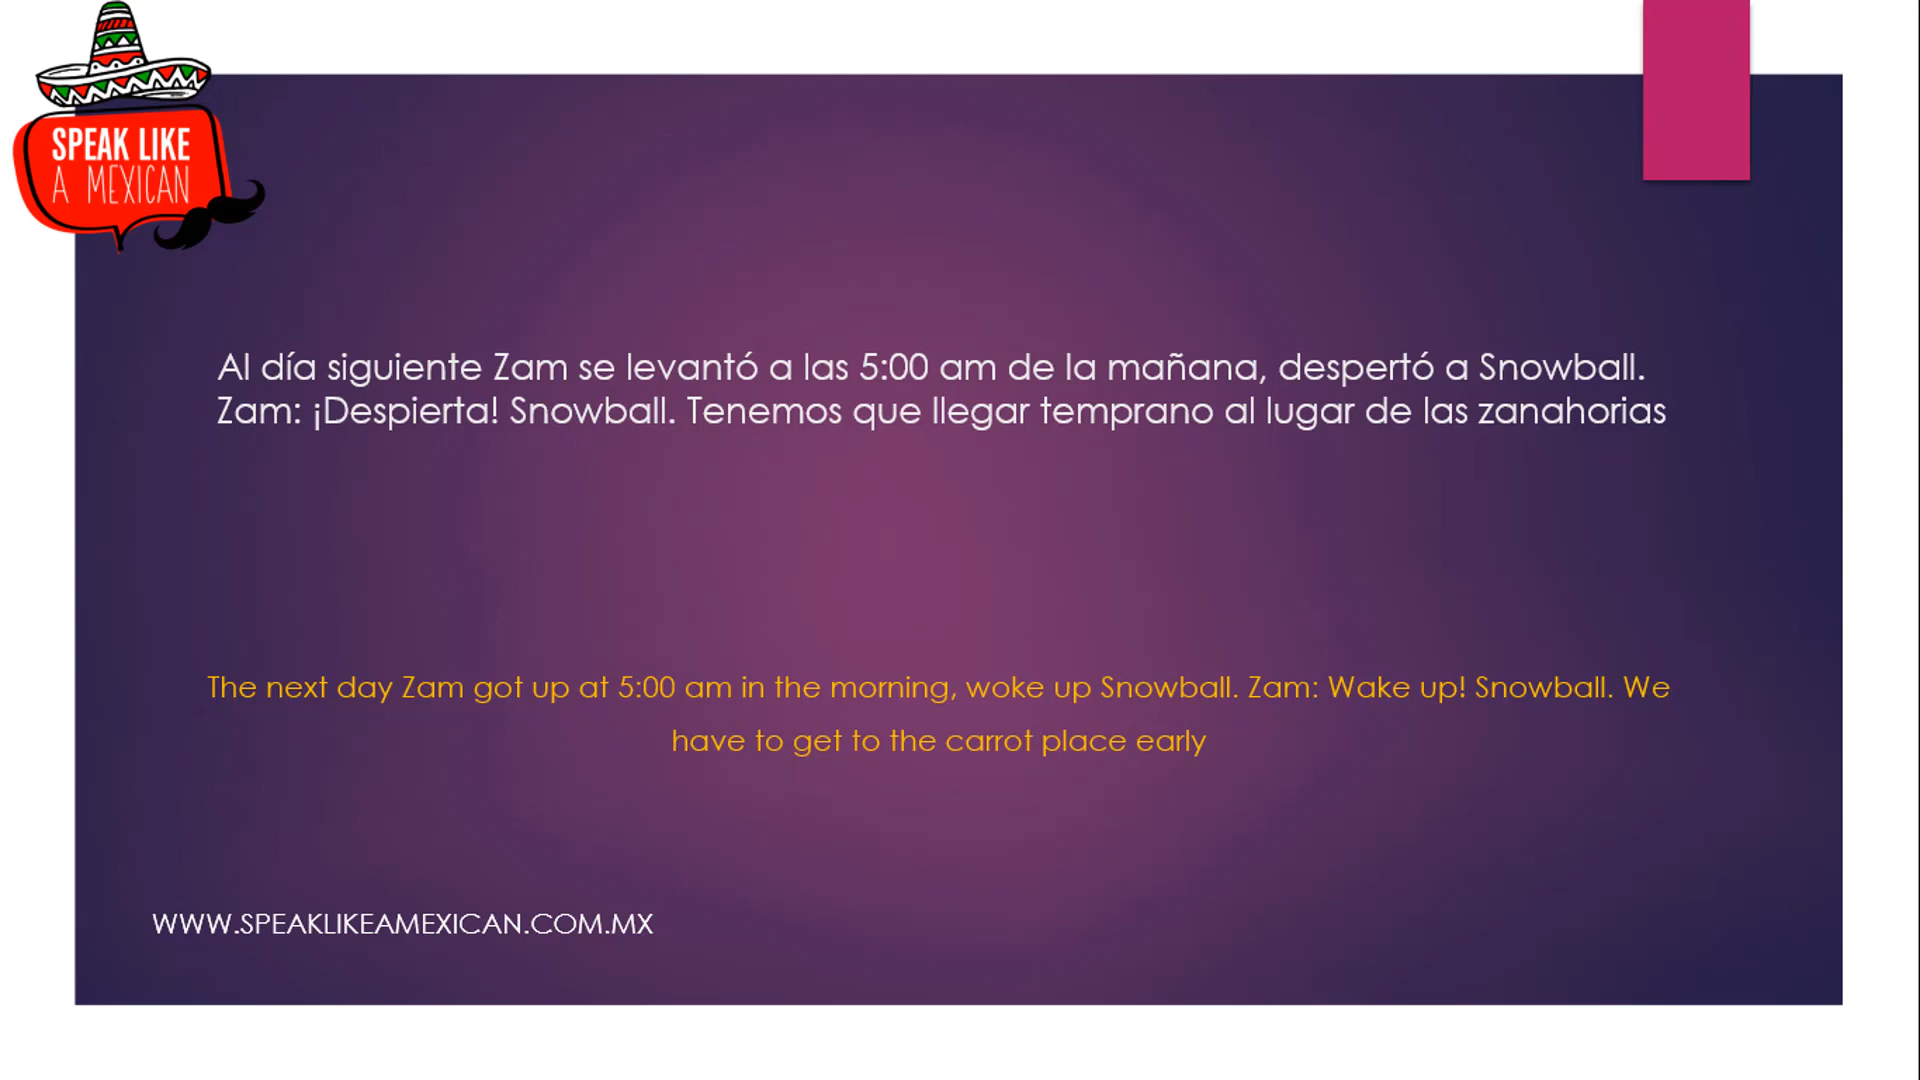 SPEAK LIKE
A MEXICAN
Al día siguiente Zam se levantó a las 5:00 am de la mañana, despertó a Snowball.
Zam: ¡Despierta! Snowball. Tenemos que llegar temprano al lugar de las zanahorias
The next day Zam got up at 5:00 am in the morning, woke up Snowball. Zam: Wake up! Snowball. We
have to get to the carrot place early
WWW.SPEAKLIKEAMEXICAN.COM.MX